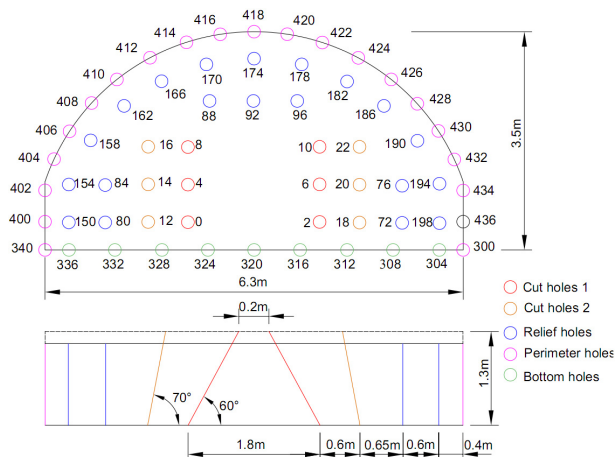 418
416 420
414 422
412 424
174
170 178
410 426
166 182
408 88 92 96 428
162 186
406 430
158 16 8 10 22 190
404 432
402 154 84 14 4 6 20 76 194 434
400 150 80 12 0 2 18 72 198 436
340 300
336 332 328 324 320 316 312 308 304
3.5m
6.3m
0.2m
Cut holes 1
Cut holes 2
Relief holes
Perimeter holes
Bottom holes
70°
60°
1.3m
1.8m
0.6m
0.65m
0.6m
0.4m